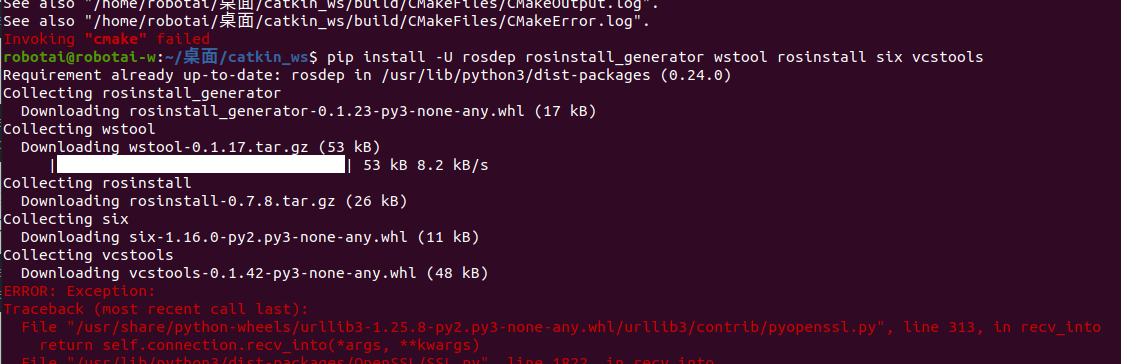 See also "/home/robotai/桌面/catkin_ws/build/CMakeFiles/CMakeOutput.log".
See also "/home/robotai/桌面/catkin_ws/build/CMakeFiles/CMakeError.log".
Invoking "cmake" failed
robotai@robotai-w:~/桌面/catkin_ws$ pip install -U rosdep rosinstall_generator wstool rosinstall six vcstools
Requirement already up-to-date: rosdep in /usr/lib/python3/dist-packages (0.24.0)
Collecting rosinstall_generator
  Downloading rosinstall_generator-0.1.23-py3-none-any.whl (17 kB)
Collecting wstool
  Downloading wstool-0.1.17.tar.gz (53 kB)
     |████████████████████████████████| 53 kB 8.2 kB/s
Collecting rosinstall
  Downloading rosinstall-0.7.8.tar.gz (26 kB)
Collecting six
  Downloading six-1.16.0-py2.py3-none-any.whl (11 kB)
Collecting vcstools
  Downloading vcstools-0.1.42-py3-none-any.whl (48 kB)
ERROR: Exception:
Traceback (most recent call last):
  File "/usr/share/python-wheels/urllib3-1.25.8-py2.py3-none-any.whl/urllib3/contrib/pyopenssl.py", line 313, in recv_into
    return self.connection.recv_into(*args, **kwargs)
  File "/usr/lib/python3/dist-packages/OpenSSL/SSL.py", line 1822, in recv_into